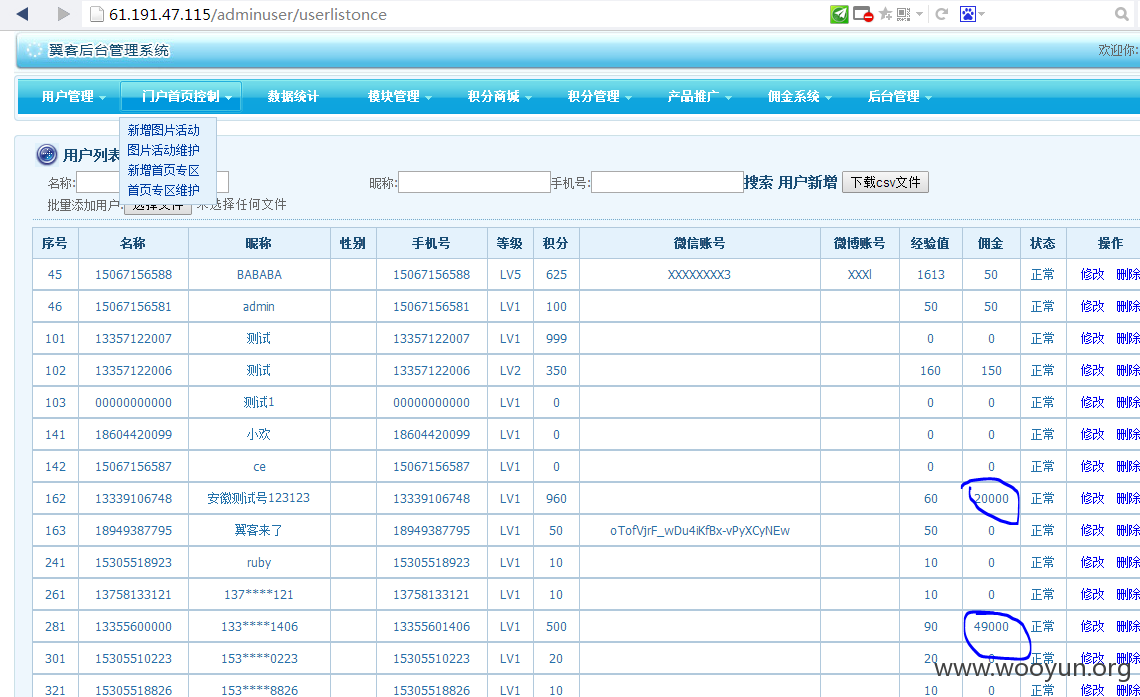 61.191.47.115/adminuser/userlistonce
翼客后台管理系统 欢迎你:
用户管理 门户首页控制 数据统计 模块管理 积分商城 积分管理 产品推广 佣金系统 后台管理
新增图片活动
图片活动维护
新增首页专区
首页专区维护
用户列表
名称: 昵称: 手机号: 搜索 用户新增 下载csv文件
批量添加用户: 选择文件 未选择任何文件
序号 名称 昵称 性别 手机号 等级 积分 微信账号 微博账号 经验值 佣金 状态 操作
45 15067156588 BABABA 15067156588 LV5 625 XXXXXXXX3 XXXl 1613 50 正常 修改 删除
46 15067156581 admin 15067156581 LV1 100 50 50 正常 修改 删除
101 13357122007 测试 13357122007 LV1 999 0 0 正常 修改 删除
102 13357122006 测试 13357122006 LV2 350 160 150 正常 修改 删除
103 00000000000 测试1 00000000000 LV1 0 0 0 正常 修改 删除
141 18604420099 小欢 18604420099 LV1 0 0 0 正常 修改 删除
142 15067156587 ce 15067156587 LV1 0 0 0 正常 修改 删除
162 13339106748 安徽测试号123123 13339106748 LV1 960 60 20000 正常 修改 删除
163 18949387795 翼客来了 18949387795 LV1 50 oTofVjrF_wDu4iKfBx-vPyXCyNEw 50 0 正常 修改 删除
241 15305518923 ruby 15305518923 LV1 10 10 0 正常 修改 删除
261 13758133121 137****121 13758133121 LV1 10 10 0 正常 修改 删除
281 13355600000 133****1406 13355601406 LV1 500 90 49000 正常 修改 删除
301 15305510223 153****0223 15305510223 LV1 20 20 0 正常 修改 删除
www.wooyun.org
321 15305518826 153****8826 15305518826 LV1 10 10 0 正常 修改 删除